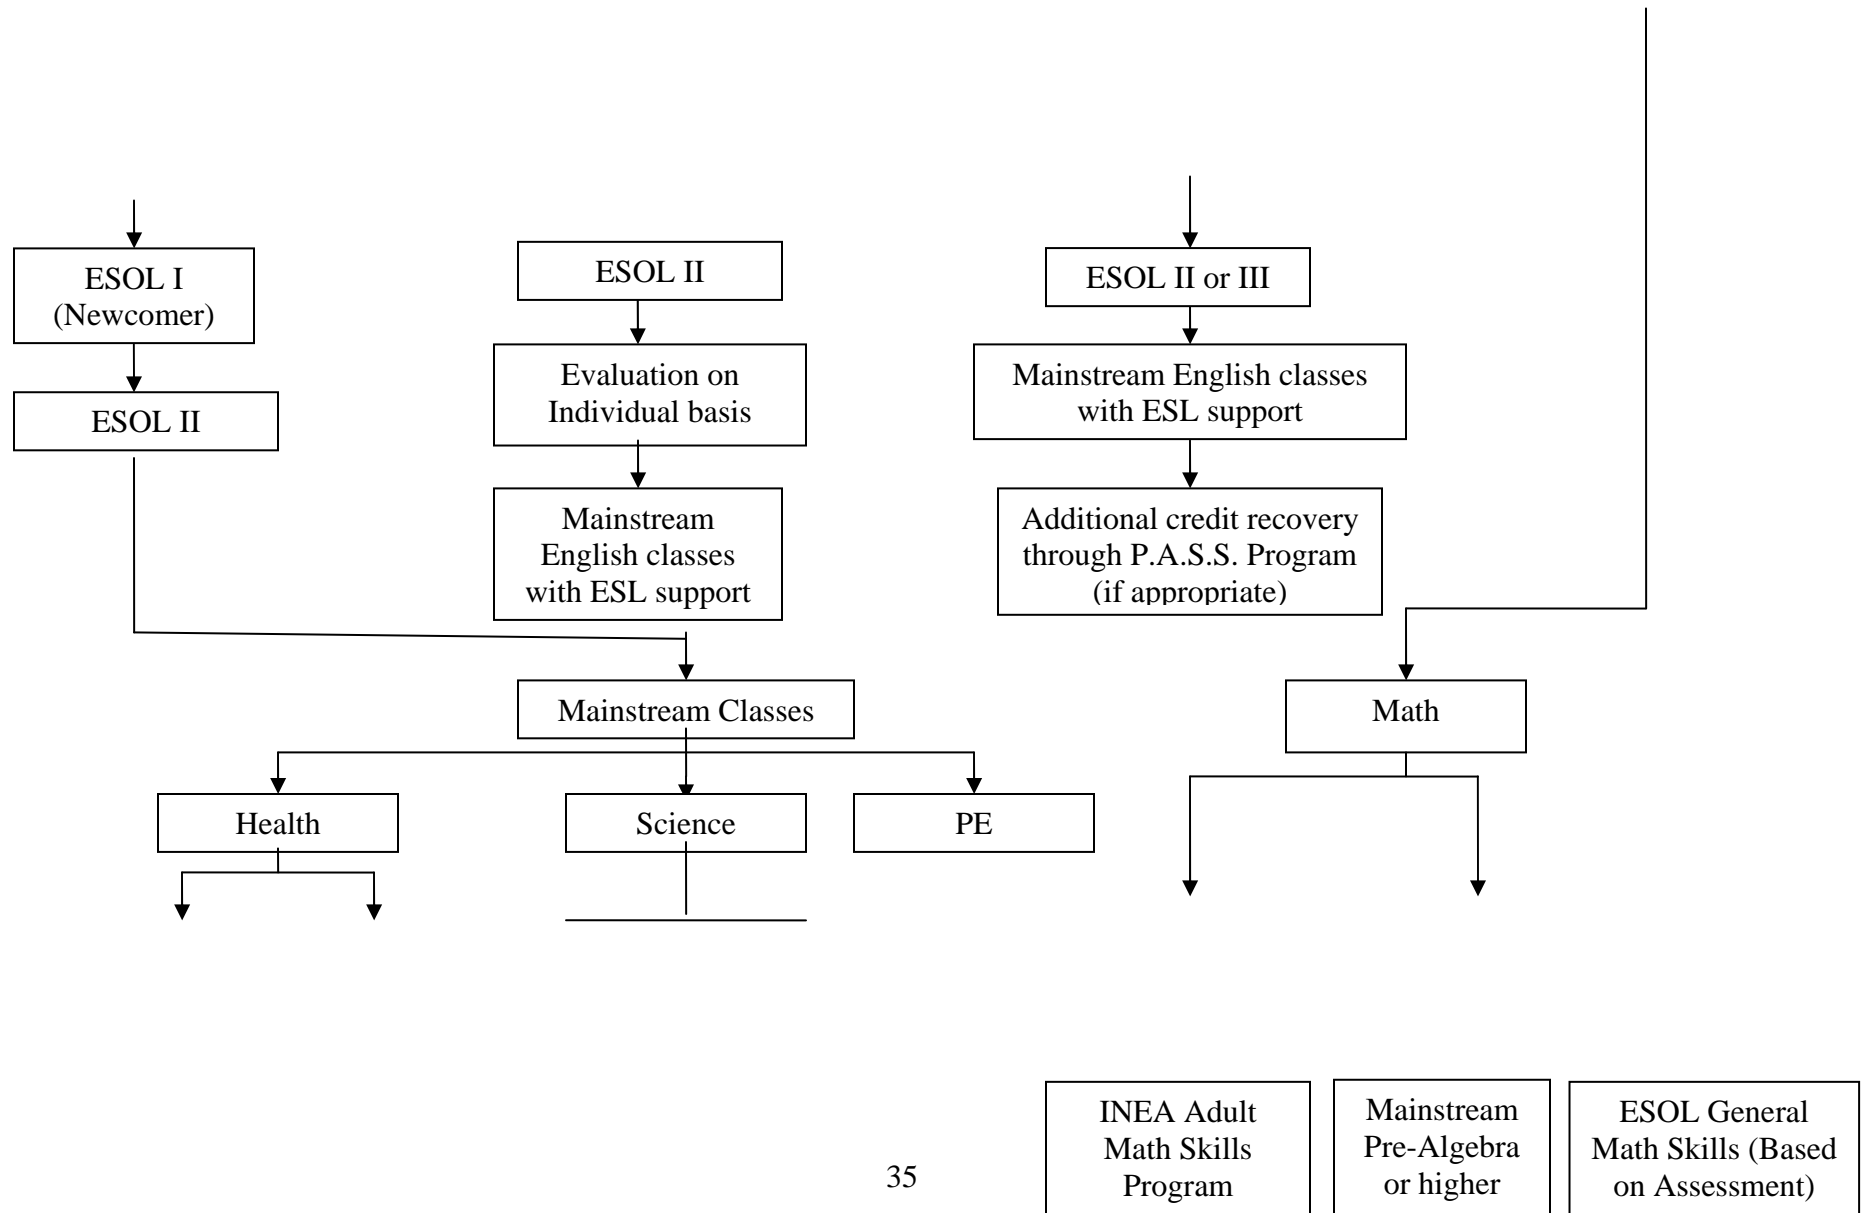 ESOL I
(Newcomer)
ESOL II
ESOL II
Evaluation on
Individual basis
Mainstream
English classes
with ESL support
ESOL II or III
Mainstream English classes
with ESL support
Additional credit recovery
through P.A.S.S. Program
(if appropriate)
Mainstream Classes
Math
Health
Science
PE
INEA Adult
Math Skills
Program
Mainstream
Pre-Algebra
or higher
ESOL General
Math Skills (Based
on Assessment)
35